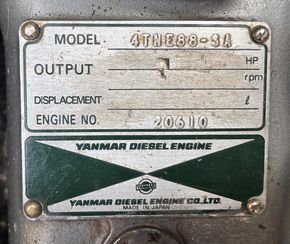 MODEL 4TNE88-SA
OUTPUT HP
rpm
DISPLACEMENT ℓ
ENGINE NO. 20610
YANMAR DIESEL ENGINE
YANMAR DIESEL ENGINE CO., LTD.
MADE IN JAPAN